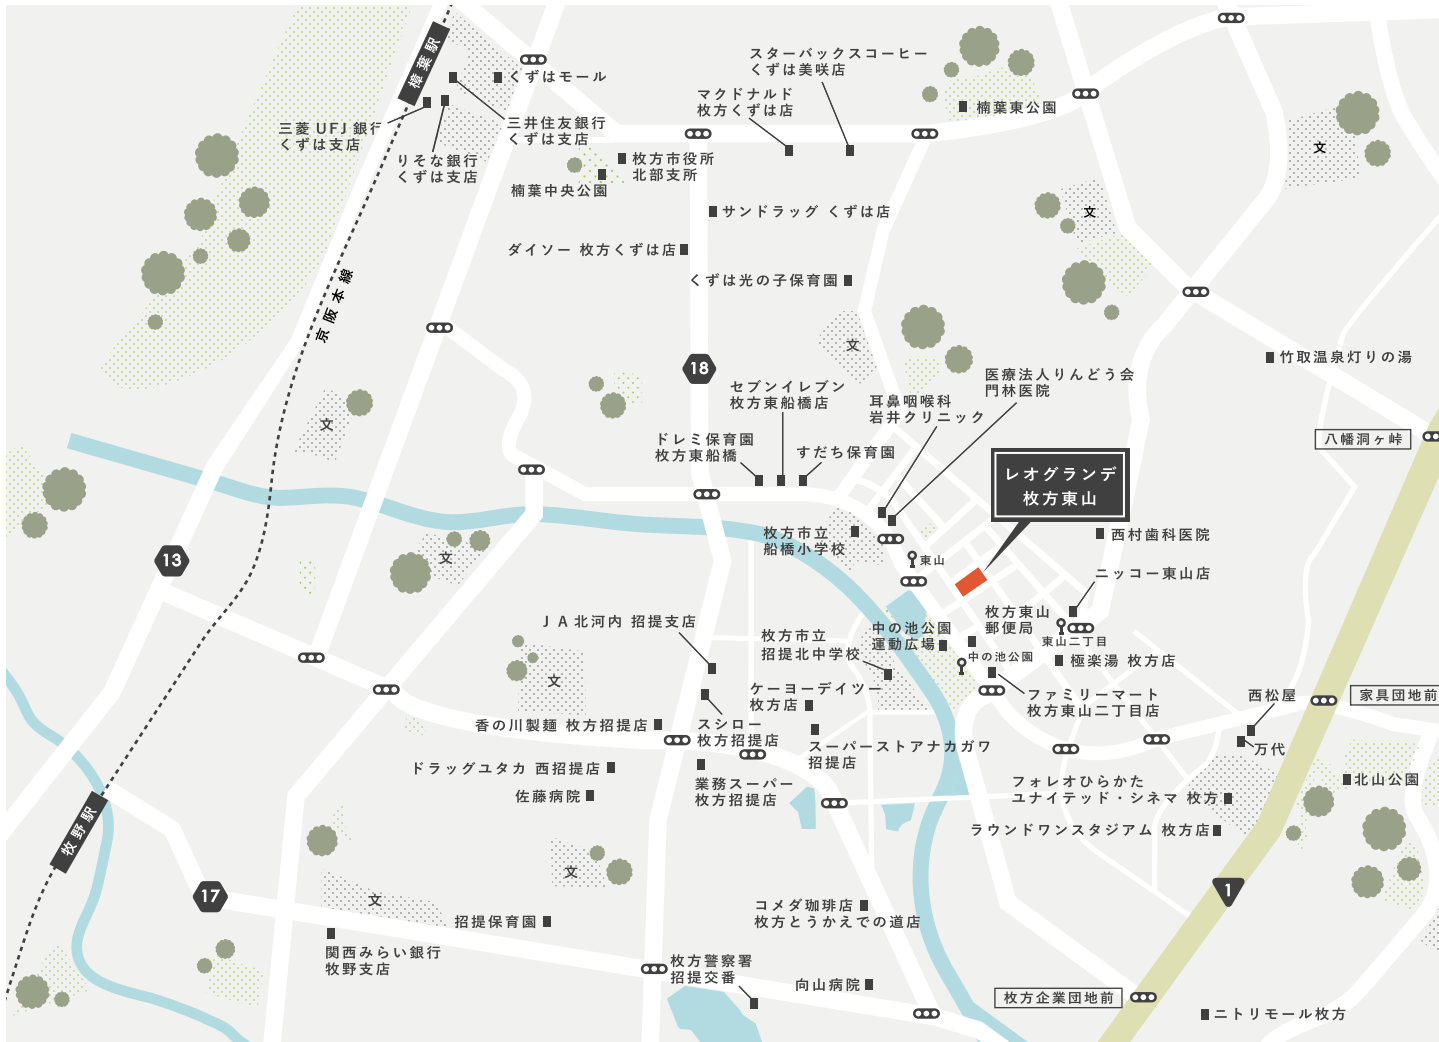 樟葉駅
くずはモール
三菱 UFJ 銀行
くずは支店
りそな銀行
くずは支店
三井住友銀行
くずは支店
スターバックスコーヒー
くずは美咲店
マクドナルド
枚方くずは店
楠葉東公園
枚方市役所
北部支所
楠葉中央公園
文
文
サンドラッグ くずは店
ダイソー 枚方くずは店
くずは光の子保育園
京阪本線
文
18
竹取温泉灯りの湯
セブンイレブン
枚方東船橋店
耳鼻咽喉科
岩井クリニック
医療法人りんどう会
門林医院
文
ドレミ保育園
枚方東船橋
すだち保育園
八幡洞ヶ峠
レオグランデ
枚方東山
枚方市立
船橋小学校
西村歯科医院
13
文
東山
ニッコー東山店
JA北河内 招提支店
枚方市立
招提北中学校
中の池公園
運動広場
枚方東山
郵便局
東山二丁目
中の池公園
極楽湯 枚方店
文
ケーヨーデイツー
枚方店
ファミリーマート
枚方東山二丁目店
西松屋
家具団地前
香の川製麺 枚方招提店
スシロー
枚方招提店
スーパーストアナカガワ
招提店
万代
ドラッグユタカ 西招提店
業務スーパー
枚方招提店
フォレオひらかた
ユナイテッド・シネマ 枚方
北山公園
佐藤病院
牧野駅
ラウンドワンスタジアム 枚方店
文
17
文
1
招提保育園
コメダ珈琲店
枚方とうかえでの道店
関西みらい銀行
牧野支店
枚方警察署
招提交番
向山病院
枚方企業団地前
ニトリモール枚方